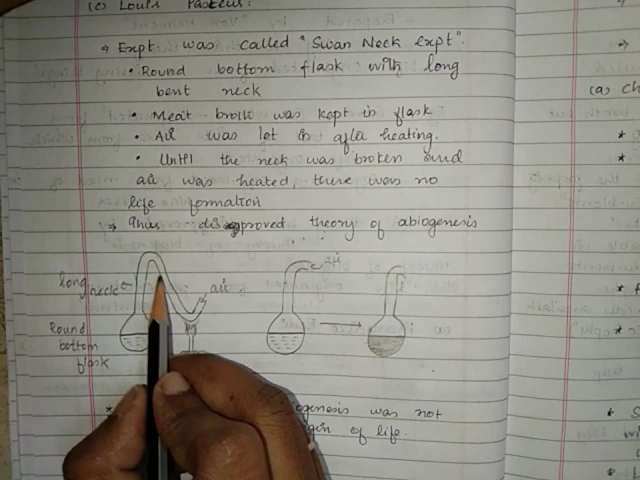 (c) Louis Pasteur:
→ Expt was called "Swan Neck expt".
• Round bottom flask with long
bent neck
• Meat broth was kept in flask
• Air was let in after heating.
• Until the neck was broken and
air was heated, there was no
life formation
→ Thus disproved theory of abiogenesis
long neck ←
air
air
Round
bottom
flask
*
ogenesis was not
gin of life.
(a) Ch